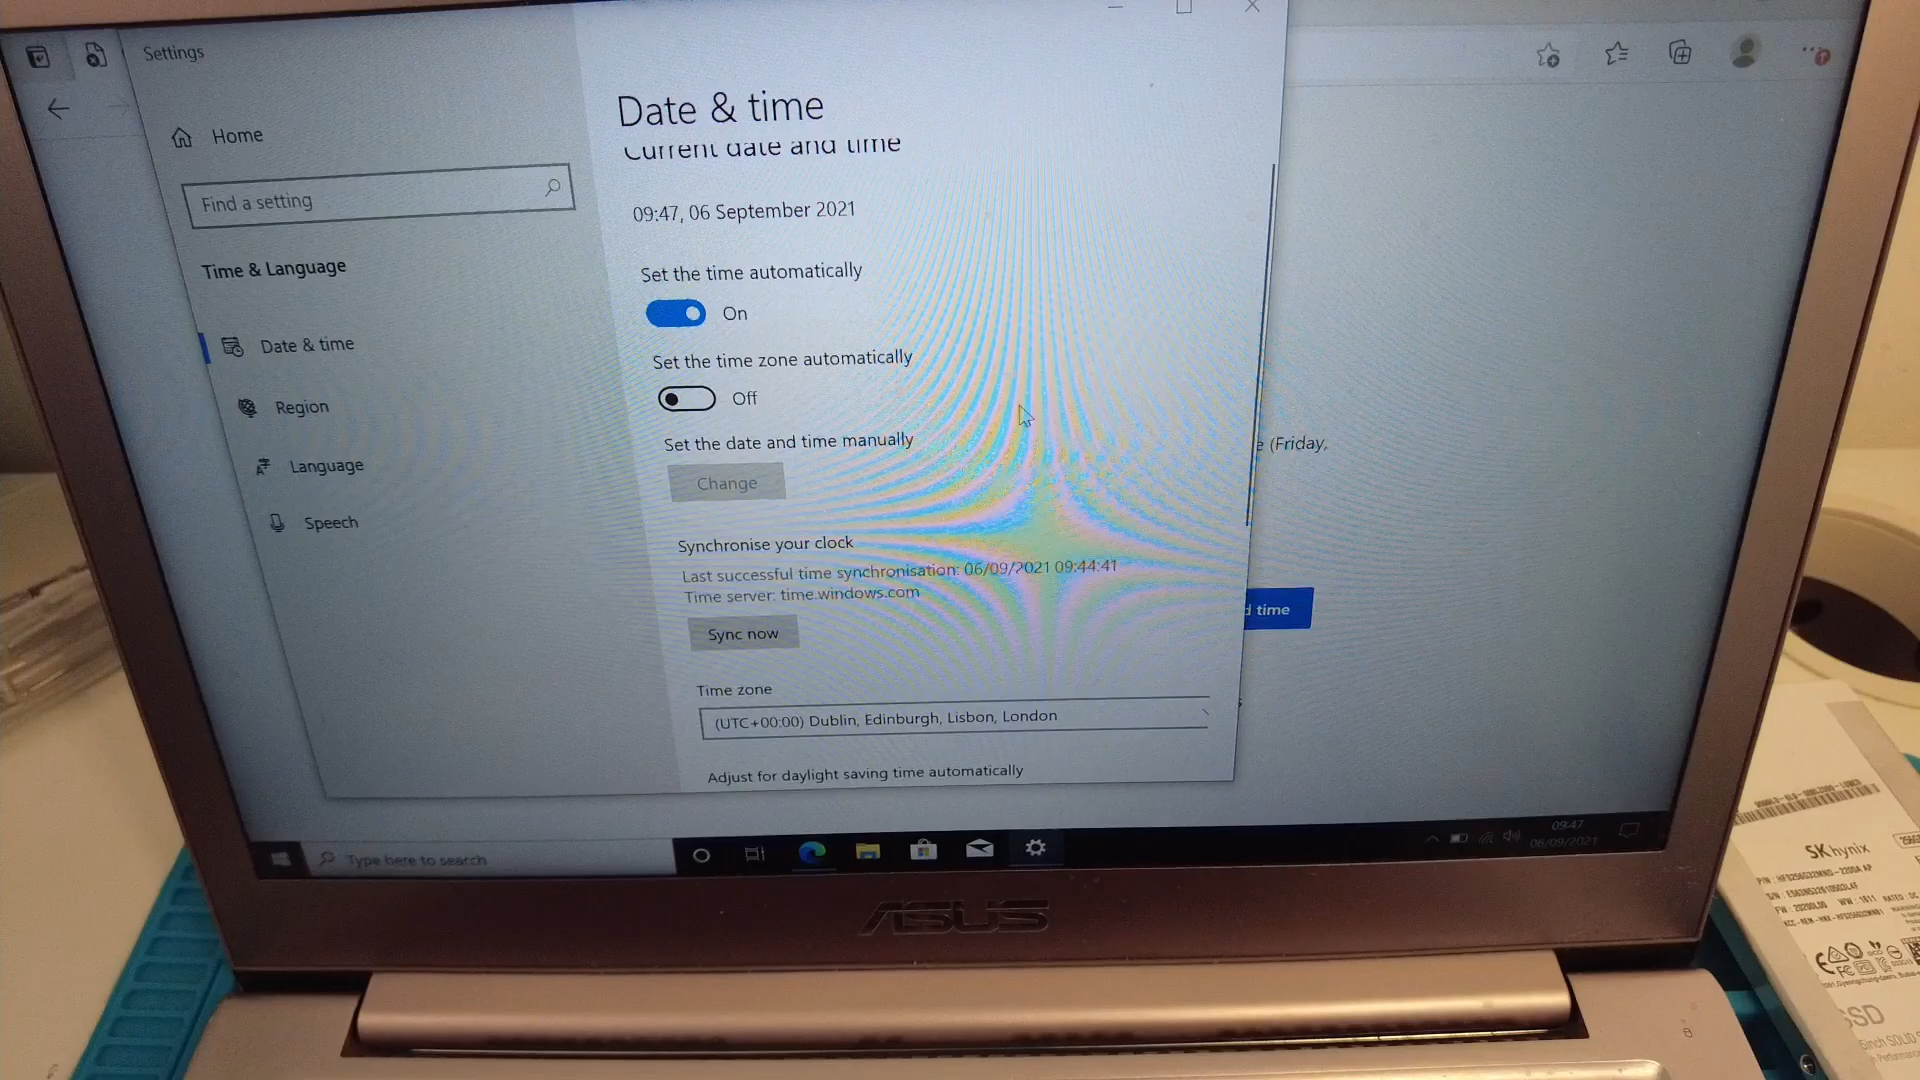 Settings
Home
Find a setting
Time & Language
Date & time
Region
Language
Speech
Date & time
Current date and time
09:47, 06 September 2021
Set the time automatically
On
Set the time zone automatically
Off
Set the date and time manually
Change
Synchronise your clock
Last successful time synchronisation: 06/09/2021 09:44:41
Time server: time.windows.com
Sync now
Time zone
(UTC+00:00) Dublin, Edinburgh, Lisbon, London
Adjust for daylight saving time automatically
e (Friday,
d time
Type here to search
09:47
06/09/2021
ASUS
SK hynix
SSD